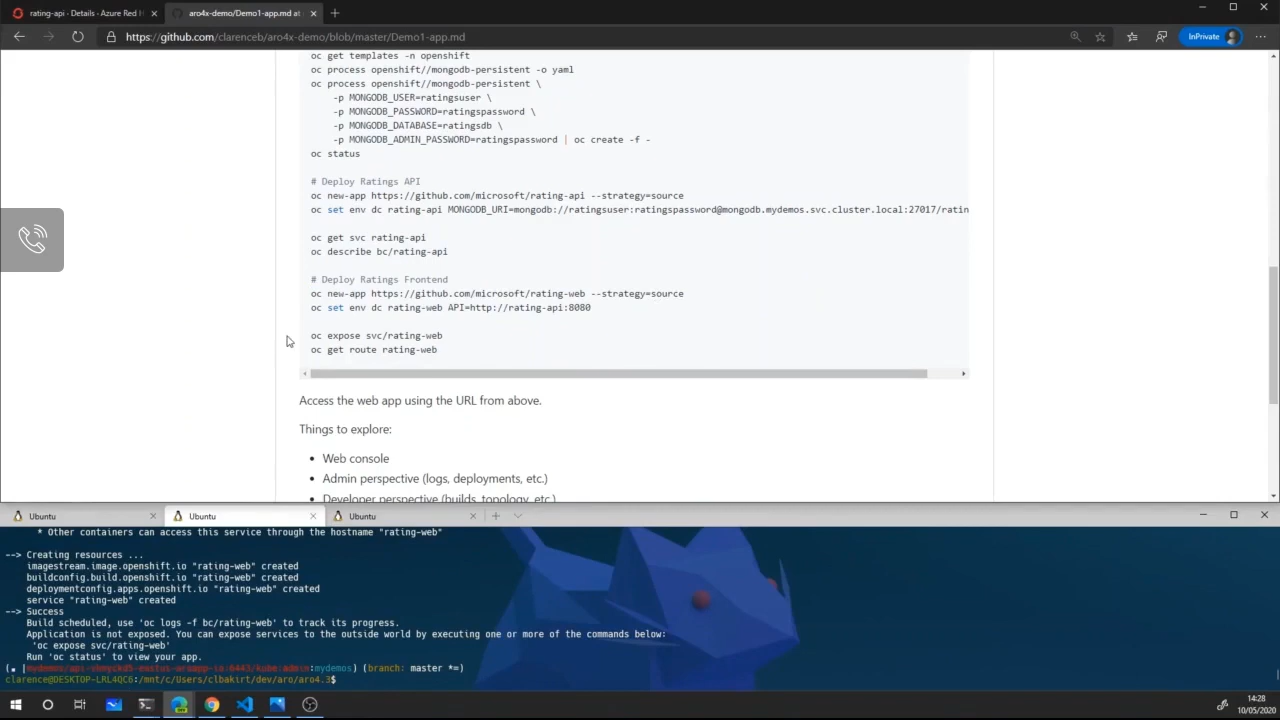 rating-api - Details - Azure Red H
aro4x-demo/Demo1-app.md at
https://github.com/clarenceb/aro4x-demo/blob/master/Demo1-app.md
InPrivate
oc get templates -n openshift
oc process openshift//mongodb-persistent -o yaml
oc process openshift//mongodb-persistent \
-p MONGODB_USER=ratingsuser \
-p MONGODB_PASSWORD=ratingspassword \
-p MONGODB_DATABASE=ratingsdb \
-p MONGODB_ADMIN_PASSWORD=ratingspassword | oc create -f -
oc status
# Deploy Ratings API
oc new-app https://github.com/microsoft/rating-api --strategy=source
oc set env dc rating-api MONGODB_URI=mongodb://ratingsuser:ratingspassword@mongodb.mydemos.svc.cluster.local:27017/ratin
oc get svc rating-api
oc describe bc/rating-api
# Deploy Ratings Frontend
oc new-app https://github.com/microsoft/rating-web --strategy=source
oc set env dc rating-web API=http://rating-api:8080
oc expose svc/rating-web
oc get route rating-web
Access the web app using the URL from above.
Things to explore:
• Web console
• Admin perspective (logs, deployments, etc.)
• Developer perspective (builds, topology, etc.)
Ubuntu
Ubuntu
Ubuntu
* Other containers can access this service through the hostname "rating-web"
--> Creating resources ...
imagestream.image.openshift.io "rating-web" created
buildconfig.build.openshift.io "rating-web" created
deploymentconfig.apps.openshift.io "rating-web" created
service "rating-web" created
--> Success
Build scheduled, use 'oc logs -f bc/rating-web' to track its progress.
Application is not exposed. You can expose services to the outside world by executing one or more of the commands below:
'oc expose svc/rating-web'
Run 'oc status' to view your app.
:mydemos) (branch: master *=)
clarence@DESKTOP-LRL4QC6:/mnt/c/Users/clbakirt/dev/aro/aro4.3$
14:28
10/05/2020